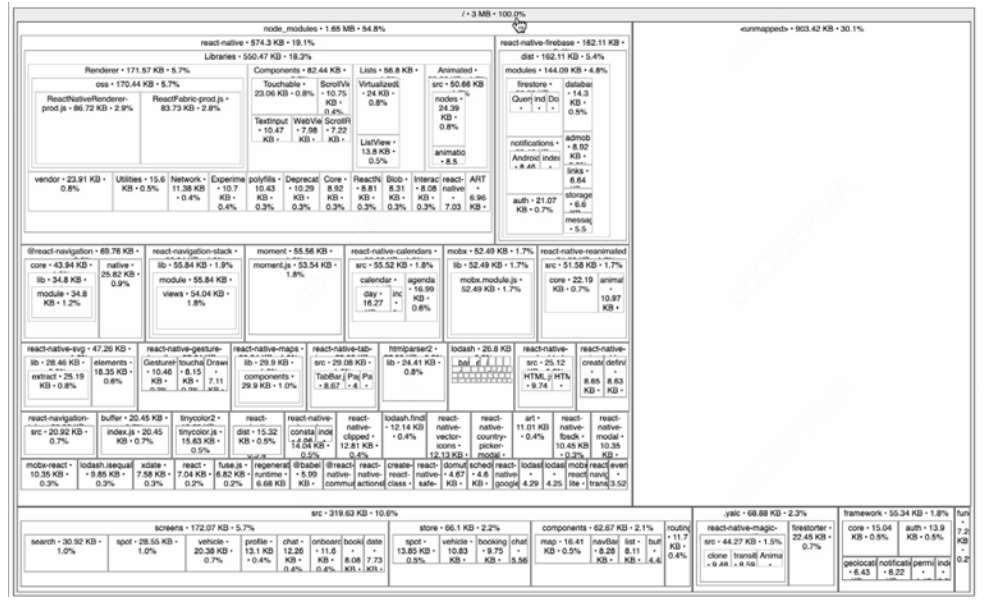 / • 3 MB • 100.0%
node_modules • 1.65 MB • 54.8%
<unmapped> • 903.42 KB • 30.1%
react-native • 574.3 KB • 19.1%
react-native-firebase • 162.11 KB •
Libraries • 550.47 KB • 18.3%
dist • 162.11 KB • 5.4%
Renderer • 171.57 KB • 5.7%
Components • 82.44 KB •
Lists • 56.8 KB •
Animated •
modules • 144.09 KB • 4.8%
oss • 170.44 KB • 5.7%
Touchable •
23.06 KB • 0.8%
ScrollVi
• 10.75
KB •
0.4%
Virtualized
• 24 KB •
0.8%
src • 50.66
nodes •
24.39
KB •
0.8%
firestore •
Quer
ind
Do
databas
• 14.3
KB •
0.5%
ReactNativeRenderer-
prod.js • 86.72 KB • 2.9%
ReactFabric-prod.js •
83.73 KB • 2.8%
TextInput
• 10.47
KB •
WebVie
• 7.98
KB •
ScrollR
• 7.22
KB •
ListView •
13.8 KB •
0.5%
animatio
• 8.5
notifications •
Android
• 8.46
index
admob
• 8.92
KB •
links •
6.64
storage
• 6.6
messag
• 5.5
auth • 21.07
KB • 0.7%
vendor • 23.91 KB •
0.8%
Utilities • 15.6
KB • 0.5%
Network •
11.38 KB
• 0.4%
Experime
• 10.7
KB •
0.4%
polyfills •
10.43
KB •
0.3%
Deprecat
• 10.29
KB •
0.3%
Core •
8.92
KB •
0.3%
ReactN
• 8.81
KB •
0.3%
Blob •
8.31
KB •
0.3%
Interac
• 8.08
KB •
0.3%
react-
native-
7.03
ART •
6.96
KB •
@react-navigation • 69.76 KB •
react-navigation-stack •
moment • 55.56 KB •
react-native-calendars •
mobx • 52.49 KB • 1.7%
react-native-reanimated
core • 43.94 KB •
native •
25.82 KB
• 0.9%
lib • 34.8 KB •
module • 34.8
KB • 1.2%
lib • 55.84 KB • 1.9%
module • 55.84
views • 54.04 KB •
1.8%
moment.js • 53.54 KB •
1.8%
src • 55.52 KB • 1.8%
calendar •
day •
16.27
inc
agenda
• 16.99
KB •
0.6%
lib • 52.49 KB • 1.7%
mobx.module.js •
52.49 KB • 1.7%
src • 51.58 KB • 1.7%
core • 22.19
KB • 0.7%
animat
•
10.97
KB •
react-native-svg • 47.26 KB •
react-native-gesture-
react-native-maps •
react-native-tab-
htmlparser2 •
lodash • 26.8 KB
react-native-
react-native-
lib • 28.46 KB •
extract • 25.19
KB • 0.8%
elements •
18.35 KB •
0.6%
GestureH
• 10.46
KB •
toucha
• 8.15
KB •
Drawe
•
7.11
KB •
lib • 29.9 KB •
components •
29.9 KB • 1.0%
src • 29.08 KB
TabBar
• 8.67
Pa
• 4
Pa
lib • 24.41 KB •
0.8%
src • 25.12
HTML.j
• 9.74
HTM
creat
•
8.65
KB •
defini
•
8.63
KB •
react-navigation-
src • 20.92 KB •
0.7%
buffer • 20.45 KB •
index.js • 20.45
KB • 0.7%
tinycolor2 •
tinycolor.js •
15.63 KB •
0.5%
react-
dist • 15.32
KB • 0.5%
react-native-
consta
inde
14.04 KB •
0.5%
react-
native-
clipped •
12.81 KB
• 0.4%
lodash.findi
• 12.14 KB
• 0.4%
react-
native-
vector-
icons •
12.13 KB
react-
native-
country-
picker-
modal •
art •
11.01 KB
• 0.4%
react-
native-
fbsdk •
10.45 KB
• 0.3%
react-
native-
modal •
10.35
KB •
mobx-react •
10.35 KB •
0.3%
lodash.isequal
• 9.85 KB •
0.3%
xdate •
7.58 KB •
0.3%
react •
7.04 KB •
0.2%
fuse.js •
6.82 KB •
0.2%
regenerat
runtime •
6.68 KB
@babel
• 5.99
KB •
@react-
native-
commu
react-
native-
actions
create-
react-
class •
react-
native-
safe-
domut
• 4.67
KB •
sched
• 4.6
KB •
react-
native-
google
lodasl
•
4.29
lodasl
•
4.25
mobx
react
lite •
react
navig
trans
even
•
3.52
src • 319.63 KB • 10.6%
.yalc • 68.88 KB • 2.3%
framework • 55.34 KB • 1.8%
screens • 172.07 KB • 5.7%
store • 66.1 KB • 2.2%
components • 62.67 KB • 2.1%
routing
• 11.7
KB •
0.4%
search • 30.92 KB •
1.0%
spot • 28.55 KB •
1.0%
vehicle •
20.38 KB •
0.7%
profile •
13.1 KB
• 0.4%
chat •
12.26
KB •
0.4%
onboard
• 11.6
KB •
0.4%
booki
•
8.08
KB •
date
•
7.73
KB •
spot •
13.85 KB •
0.5%
vehicle •
10.83
KB •
0.4%
booking
• 9.75
KB •
chat
•
5.56
map • 16.41
KB • 0.5%
navBar
• 8.28
KB •
list •
8.11
KB •
but
•
react-native-magic-
src • 44.27 KB • 1.5%
clone
• 9.48
transiti
• 8.59
Anima
firestorter •
22.45 KB •
0.7%
core • 15.04
KB • 0.5%
auth • 13.9
KB • 0.5%
geolocati
• 6.43
KB •
notificati
• 6.22
KB •
permi
•
ind
fun
•
KB
•